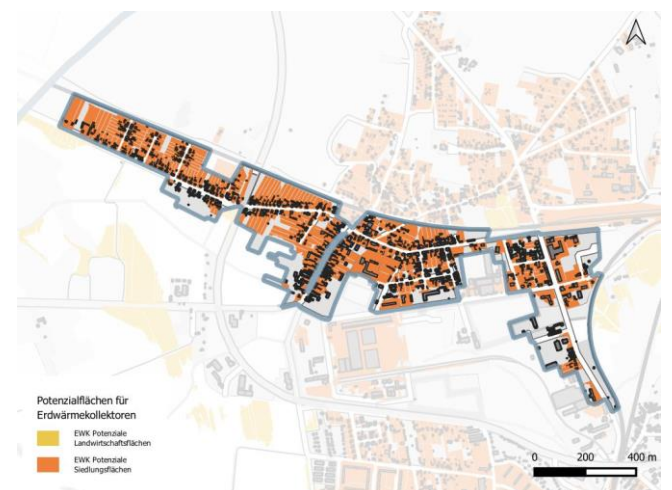 Potenzialflächen für
Erdwärmekollektoren
EWK Potenziale
Landwirtschaftsflächen
EWK Potenziale
Siedlungsflächen
0 200 400 m